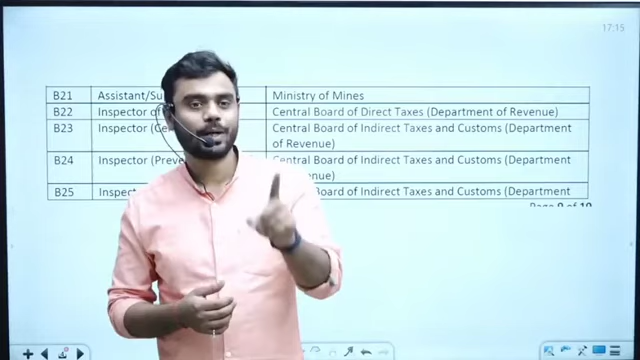 17:15
B21 Assistant/Su Ministry of Mines
B22 Inspector of Central Board of Direct Taxes (Department of Revenue)
B23 Inspector (Ce Central Board of Indirect Taxes and Customs (Department
of Revenue)
B24 Inspector (Preve Central Board of Indirect Taxes and Customs (Department
enue)
B25 Inspect Board of Indirect Taxes and Customs (Department
Page 9 of 10